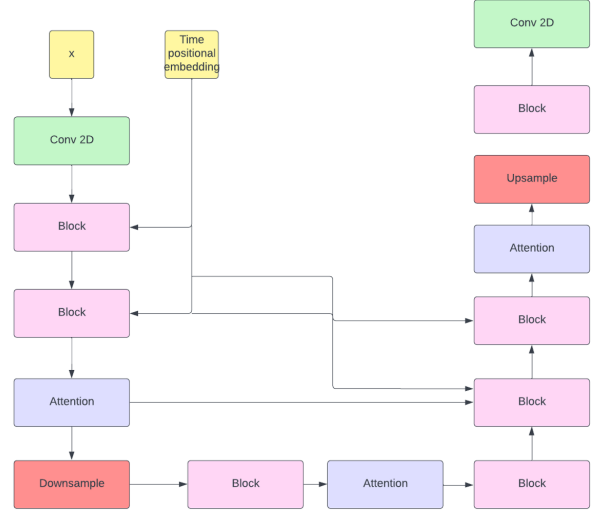 x
Time
positional
embedding
Conv 2D
Block
Block
Attention
Downsample
Block
Attention
Block
Block
Block
Attention
Upsample
Block
Conv 2D